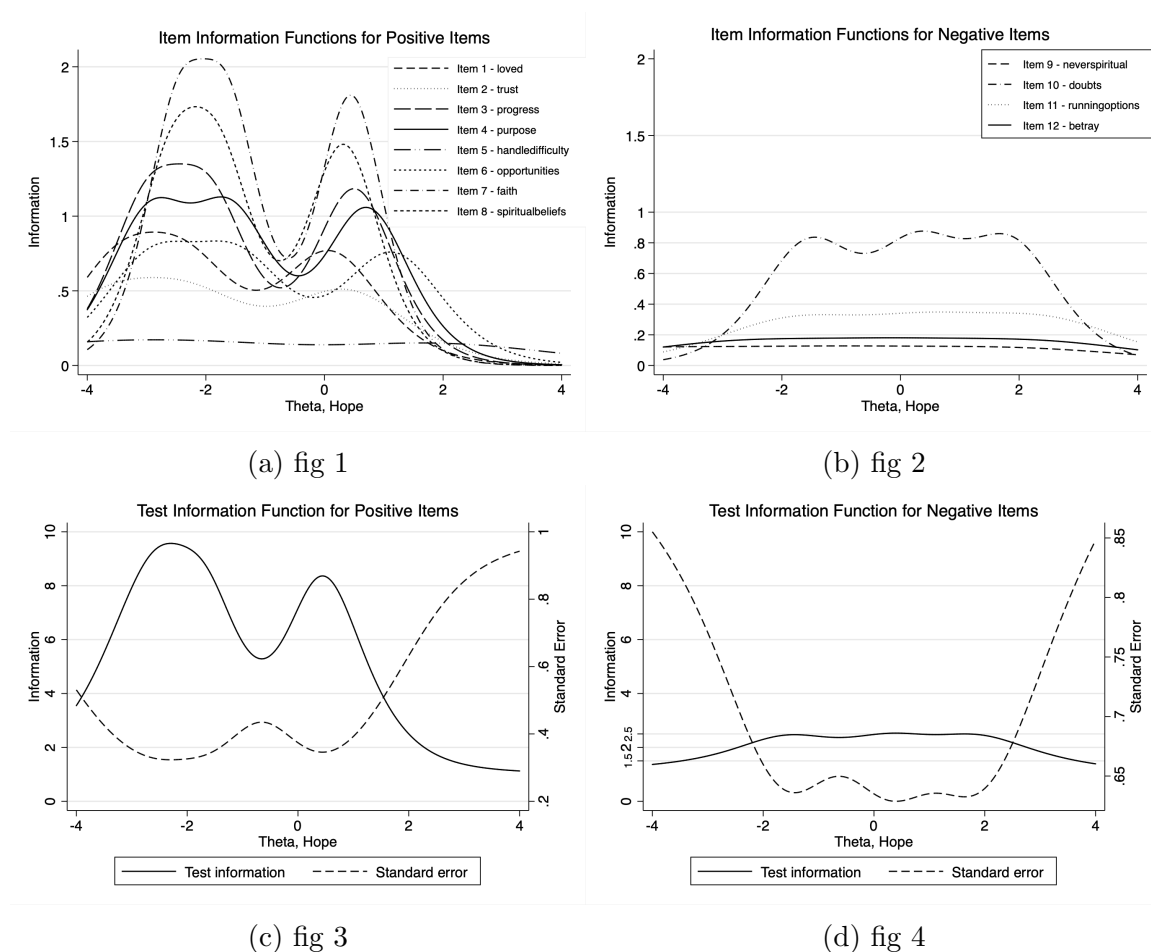 Item Information Functions for Positive Items
Information
2
1.5
1
.5
0
-4 -2 0 2 4
Theta, Hope
Item 1 - loved
Item 2 - trust
Item 3 - progress
Item 4 - purpose
Item 5 - handledifficulty
Item 6 - opportunities
Item 7 - faith
Item 8 - spiritualbeliefs
(a) fig 1
Item Information Functions for Negative Items
Information
2
1.5
1
.8
.6
.4
.2
0
-4 -2 0 2 4
Theta, Hope
Item 9 - neverspiritual
Item 10 - doubts
Item 11 - runningoptions
Item 12 - betray
(b) fig 2
Test Information Function for Positive Items
Information
10
8
6
4
2
0
Standard Error
1
.8
.6
.4
.2
-4 -2 0 2 4
Theta, Hope
Test information Standard error
(c) fig 3
Test Information Function for Negative Items
Information
10
8
6
4
2.5
2
1.5
0
Standard Error
.85
.8
.75
.7
.65
-4 -2 0 2 4
Theta, Hope
Test information Standard error
(d) fig 4